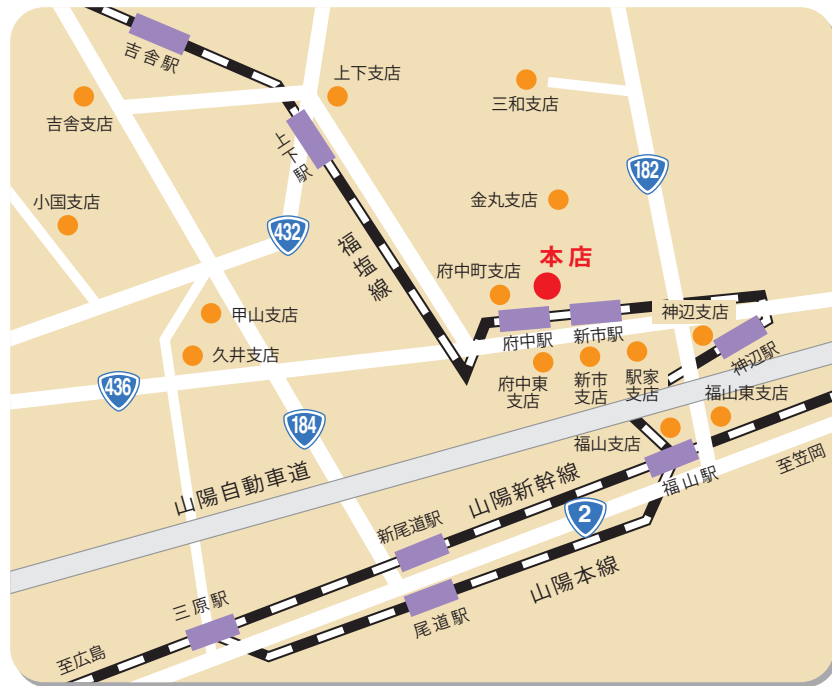 吉舎駅
吉舎支店
上下支店
三和支店
上下駅
182
小国支店
金丸支店
432
福塩線
本店
府中町支店
甲山支店
神辺支店
府中駅
新市駅
神辺駅
久井支店
府中東
支店
新市
支店
駅家
支店
436
福山東支店
184
福山支店
至笠岡
福山駅
山陽自動車道
山陽新幹線
2
新尾道駅
山陽本線
三原駅
尾道駅
至広島